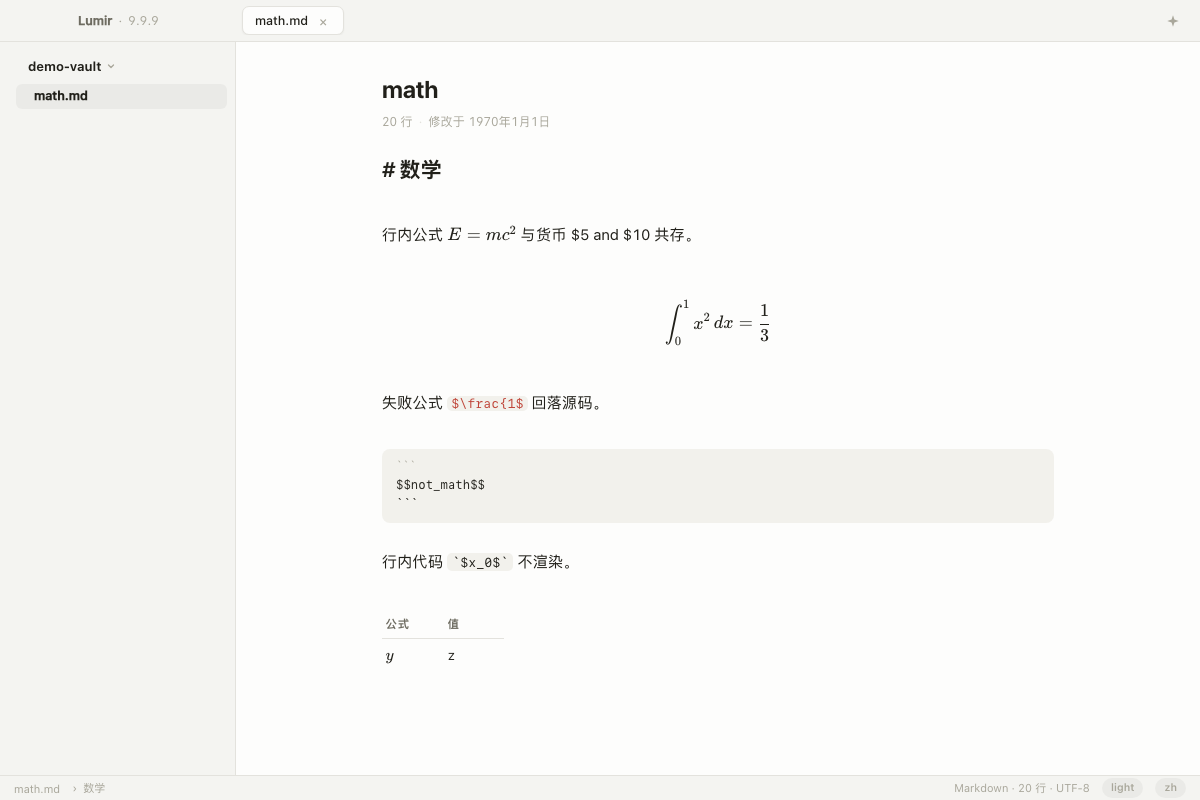 Lumir · 9.9.9
math.md ×
demo-vault
math.md
math
20 行 · 修改于 1970年1月1日
# 数学
行内公式 E = mc² 与货币 $5 and $10 共存。
∫₀¹ x² dx = 1/3
失败公式 $\frac{1$ 回落源码。
```
$$not_math$$
```
行内代码 `$x_0$` 不渲染。
公式 值
y z
math.md › 数学
Markdown · 20 行 · UTF-8 light zh